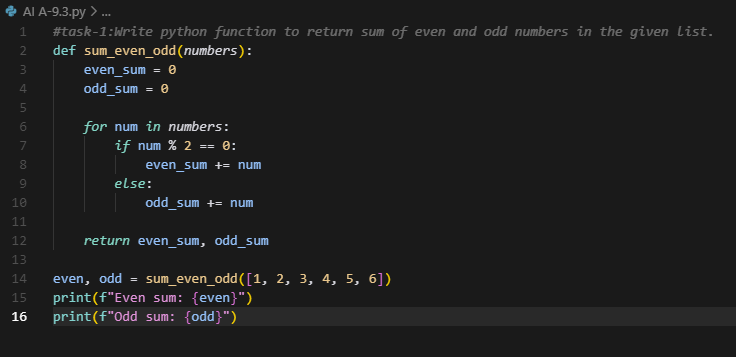 AI A-9.3.py > ...
1 #task-1:Write python function to return sum of even and odd numbers in the given list.
2 def sum_even_odd(numbers):
3     even_sum = 0
4     odd_sum = 0
5
6     for num in numbers:
7         if num % 2 == 0:
8             even_sum += num
9         else:
10             odd_sum += num
11
12     return even_sum, odd_sum
13
14 even, odd = sum_even_odd([1, 2, 3, 4, 5, 6])
15 print(f"Even sum: {even}")
16 print(f"Odd sum: {odd}")